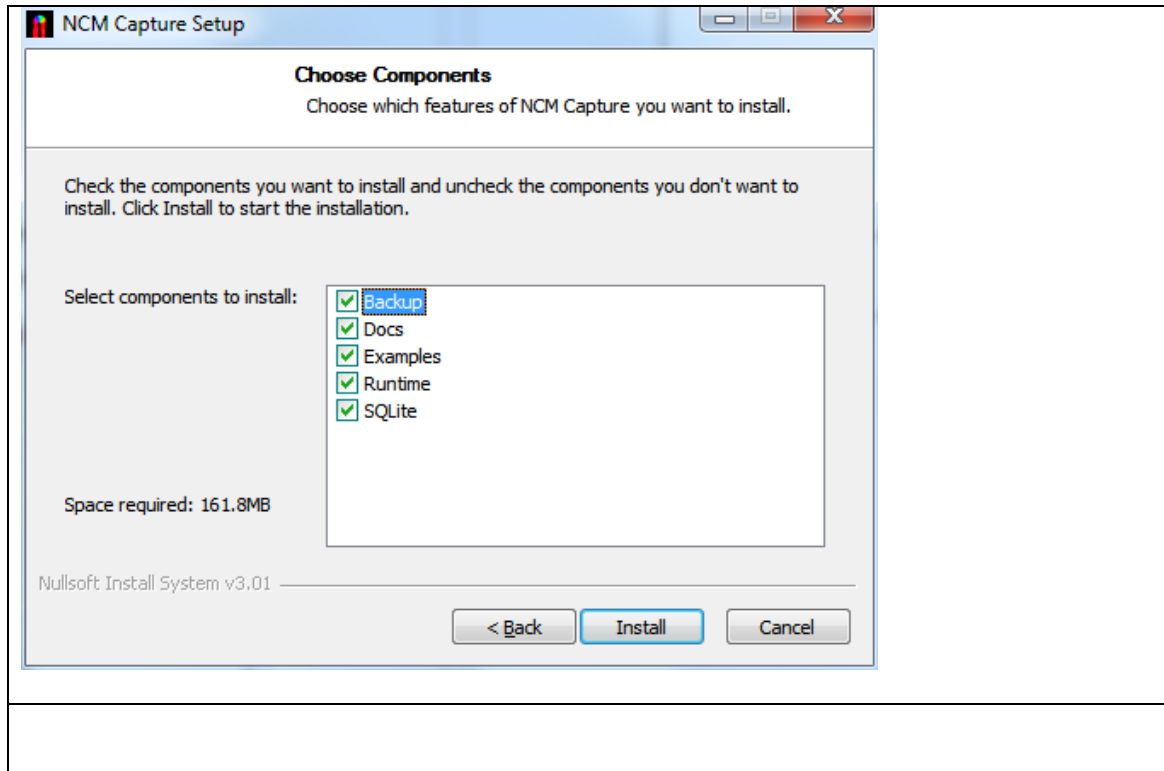 NCM Capture Setup
Choose Components
Choose which features of NCM Capture you want to install.
Check the components you want to install and uncheck the components you don't want to
install. Click Install to start the installation.
Select components to install:
Backup
Docs
Examples
Runtime
SQLite
Space required: 161.8MB
Nullsoft Install System v3.01
< Back Install Cancel